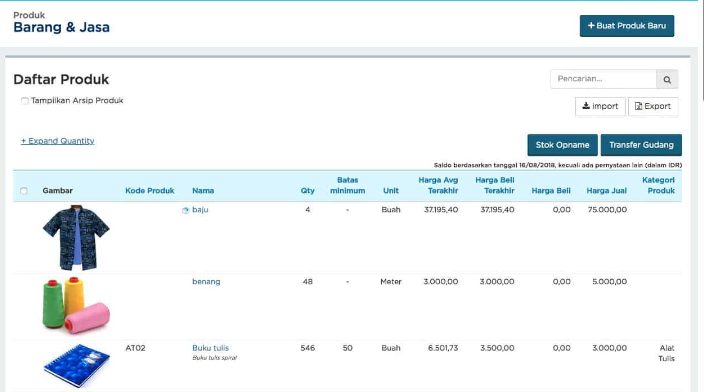 Produk
Barang & Jasa
+ Buat Produk Baru
Daftar Produk
Pencarian...
Tampilkan Arsip Produk
import
Export
+ Expand Quantity
Stok Opname
Transfer Gudang
Saldo berdasarkan tanggal 16/08/2018, kecuali ada pernyataan lain (dalam IDR)
Gambar Kode Produk Nama Qty Batas minimum Unit Harga Avg Terakhir Harga Beli Terakhir Harga Beli Harga Jual Kategori Produk
baju 4 - Buah 37.195,40 37.195,40 0,00 75.000,00
benang 48 - Meter 3.000,00 3.000,00 0,00 5.000,00
AT02 Buku tulis 546 50 Buah 6.501,73 3.500,00 0,00 3.000,00 Alat Tulis
Buku tulis spiral